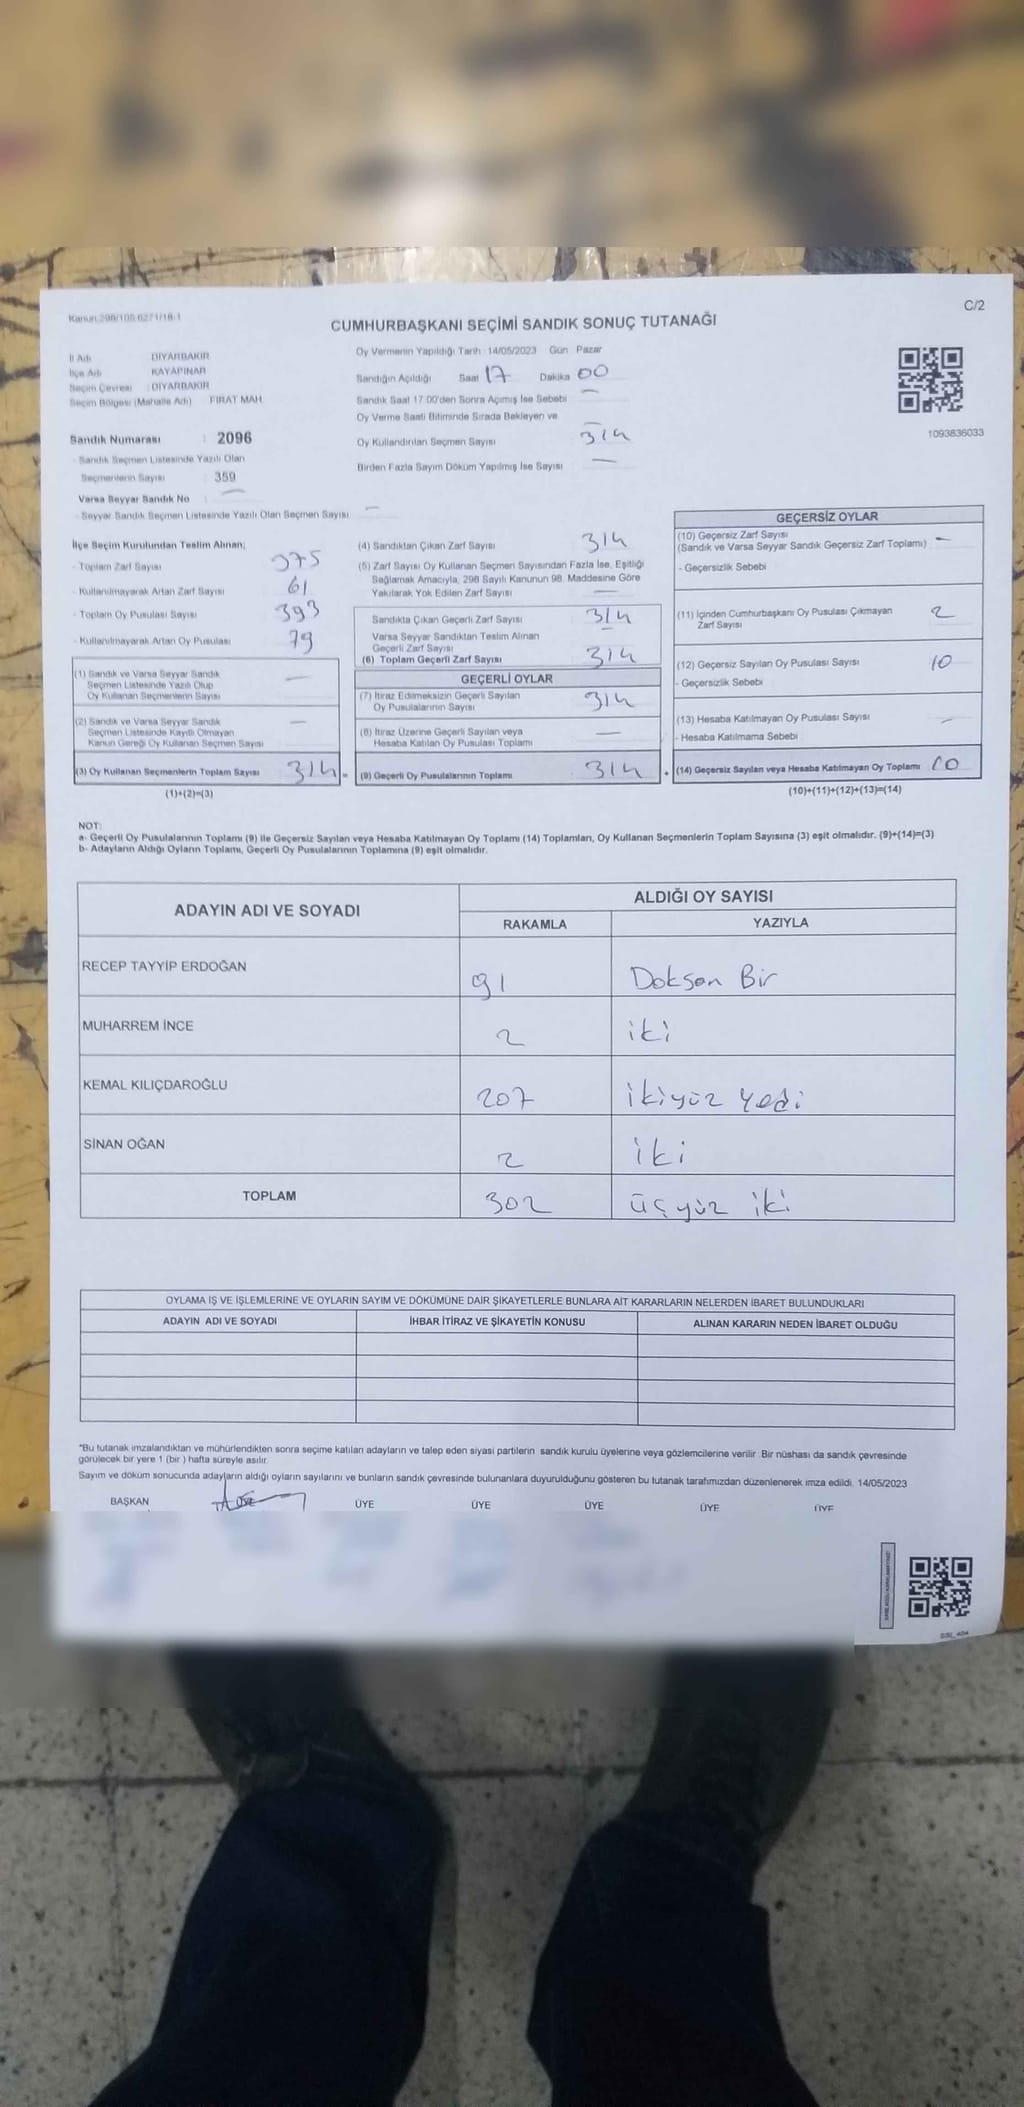 Kanun:298/105,6271/18-1
C/2
CUMHURBAŞKANI SEÇİMİ SANDIK SONUÇ TUTANAĞI
İl Adı : DİYARBAKIR
İlçe Adı : KAYAPINAR
Seçim Çevresi : DİYARBAKIR
Seçim Bölgesi (Mahalle Adı) FIRAT MAH.
Sandık Numarası : 2096
- Sandık Seçmen Listesinde Yazılı Olan
Seçmenlerin Sayısı : 359
Varsa Seyyar Sandık No : —
- Seyyar Sandık Seçmen Listesinde Yazılı Olan Seçmen Sayısı —
Oy Vermenin Yapıldığı Tarih : 14/05/2023 Gün : Pazar
Sandığın Açıldığı Saat 17 Dakika 00
Sandık Saat 17:00'den Sonra Açımış İse Sebebi —
Oy Verme Saati Bitiminde Sırada Bekleyen ve
Oy Kullandırılan Seçmen Sayısı 314
Birden Fazla Sayım Döküm Yapılmış İse Sayısı —
1093836033
İlçe Seçim Kurulundan Teslim Alınan;
- Toplam Zarf Sayısı 375
- Kullanılmayarak Artan Zarf Sayısı 61
- Toplam Oy Pusulası Sayısı 393
- Kullanılmayarak Artan Oy Pusulası 79
(1) Sandık ve Varsa Seyyar Sandık
Seçmen Listesinde Yazılı Olup
Oy Kullanan Seçmenlerin Sayısı —
(2) Sandık ve Varsa Seyyar Sandık
Seçmen Listesinde Kayıtlı Olmayan
Kanun Gereği Oy Kullanan Seçmen Sayısı —
(3) Oy Kullanan Seçmenlerin Toplam Sayısı 314 =
(1)+(2)=(3)
(4) Sandıktan Çıkan Zarf Sayısı 314
(5) Zarf Sayısı Oy Kullanan Seçmen Sayısından Fazla İse, Eşitliği
Sağlamak Amacıyla, 298 Sayılı Kanunun 98. Maddesine Göre
Yakılarak Yok Edilen Zarf Sayısı —
Sandıkta Çıkan Geçerli Zarf Sayısı 314
Varsa Seyyar Sandıktan Teslim Alınan
Geçerli Zarf Sayısı —
(6) Toplam Geçerli Zarf Sayısı 314
GEÇERLİ OYLAR
(7) İtiraz Edilmeksizin Geçerli Sayılan
Oy Pusulalarının Sayısı 314
(8) İtiraz Üzerine Geçerli Sayılan veya
Hesaba Katılan Oy Pusulası Toplamı —
(9) Geçerli Oy Pusulalarının Toplamı 314 +
GEÇERSİZ OYLAR
(10) Geçersiz Zarf Sayısı
(Sandık ve Varsa Seyyar Sandık Geçersiz Zarf Toplamı) —
- Geçersizlik Sebebi
(11) İçinden Cumhurbaşkanı Oy Pusulası Çıkmayan
Zarf Sayısı 2
(12) Geçersiz Sayılan Oy Pusulası Sayısı 10
- Geçersizlik Sebebi
(13) Hesaba Katılmayan Oy Pusulası Sayısı —
- Hesaba Katılmama Sebebi
(14) Geçersiz Sayılan veya Hesaba Katılmayan Oy Toplamı 10
(10)+(11)+(12)+(13)=(14)
NOT:
a- Geçerli Oy Pusulalarının Toplamı (9) ile Geçersiz Sayılan veya Hesaba Katılmayan Oy Toplamı (14) Toplamları, Oy Kullanan Seçmenlerin Toplam Sayısına (3) eşit olmalıdır. (9)+(14)=(3)
b- Adayların Aldığı Oyların Toplamı, Geçerli Oy Pusulalarının Toplamına (9) eşit olmalıdır.
ADAYIN ADI VE SOYADI ALDIĞI OY SAYISI
RAKAMLA YAZIYLA
RECEP TAYYİP ERDOĞAN 91 Doksan Bir
MUHARREM İNCE 2 iki
KEMAL KILIÇDAROĞLU 207 ikiyüz Yedi
SİNAN OĞAN 2 iki
TOPLAM 302 üçyüz iki
OYLAMA İŞ VE İŞLEMLERİNE VE OYLARIN SAYIM VE DÖKÜMÜNE DAİR ŞİKAYETLERLE BUNLARA AİT KARARLARIN NELERDEN İBARET BULUNDUKLARI
ADAYIN ADI VE SOYADI İHBAR İTİRAZ VE ŞİKAYETİN KONUSU ALINAN KARARIN NEDEN İBARET OLDUĞU
*Bu tutanak imzalandıktan ve mühürlendikten sonra seçime katılan adayların ve talep eden siyasi partilerin sandık kurulu üyelerine veya gözlemcilerine verilir. Bir nüshası da sandık çevresinde
görülecek bir yere 1 (bir ) hafta süreyle asılır.
Sayım ve döküm sonucunda adayların aldığı oyların sayılarını ve bunların sandık çevresinde bulunanlara duyurulduğunu gösteren bu tutanak tarafımızdan düzenlenerek imza edildi. 14/05/2023
BAŞKAN ÜYE ÜYE ÜYE ÜYE ÜYE ÜYE